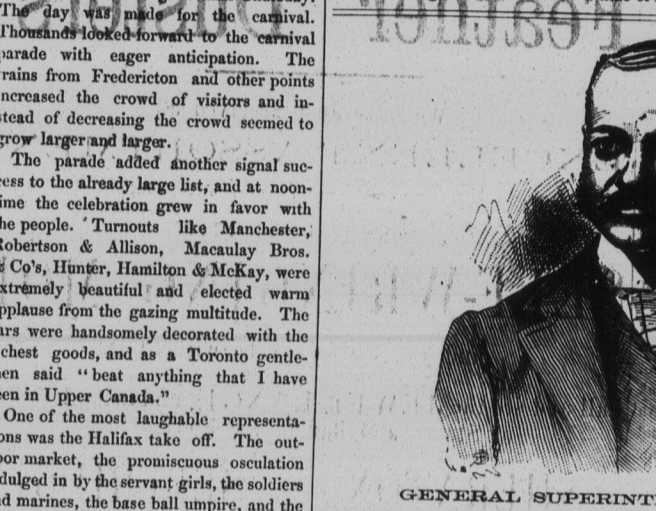 The day was made for the carnival.
Thousands looked forward to the carnival
parade with eager anticipation. The
rains from Fredericton and other points
ncreased the crowd of visitors and in-
stead of decreasing the crowd seemed to
grow larger and larger.
The parade added another signal suc-
cess to the already large list, and at noon-
ime the celebration grew in favor with
he people. Turnouts like Manchester,
Robertson & Allison, Macaulay Bros.
& Co's, Hunter, Hamilton & McKay, were
xtremely beautiful and elected warm
pplause from the gazing multitude. The
ars were handsomely decorated with the
chest goods, and as a Toronto gentle-
en said "beat anything that I have
en in Upper Canada."
One of the most laughable representa-
ons was the Halifax take off. The out-
oor market, the promiscuous osculation
dulged in by the servant girls, the soldiers
d marines, the base ball umpire, and the
GENERAL SUPERINT